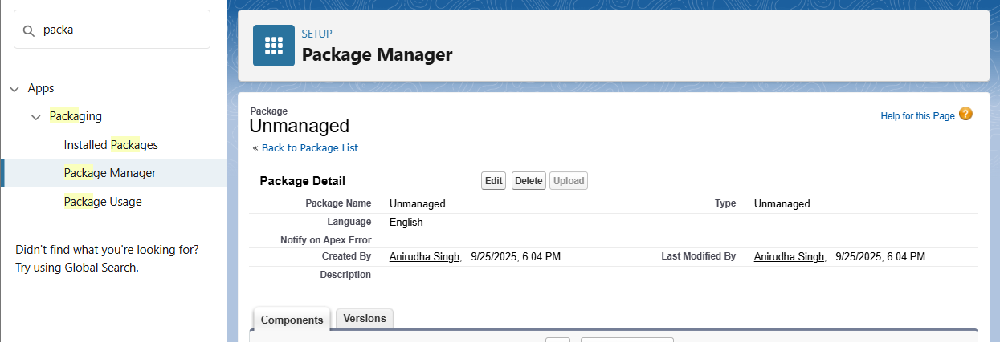 packa
Apps
Packaging
Installed Packages
Package Manager
Package Usage
Didn't find what you're looking for?
Try using Global Search.
SETUP
Package Manager
Package
Unmanaged
Help for this Page ?
« Back to Package List
Package Detail Edit Delete Upload
Package Name Unmanaged Type Unmanaged
Language English
Notify on Apex Error
Created By Anirudha Singh, 9/25/2025, 6:04 PM Last Modified By Anirudha Singh, 9/25/2025, 6:04 PM
Description
Components Versions